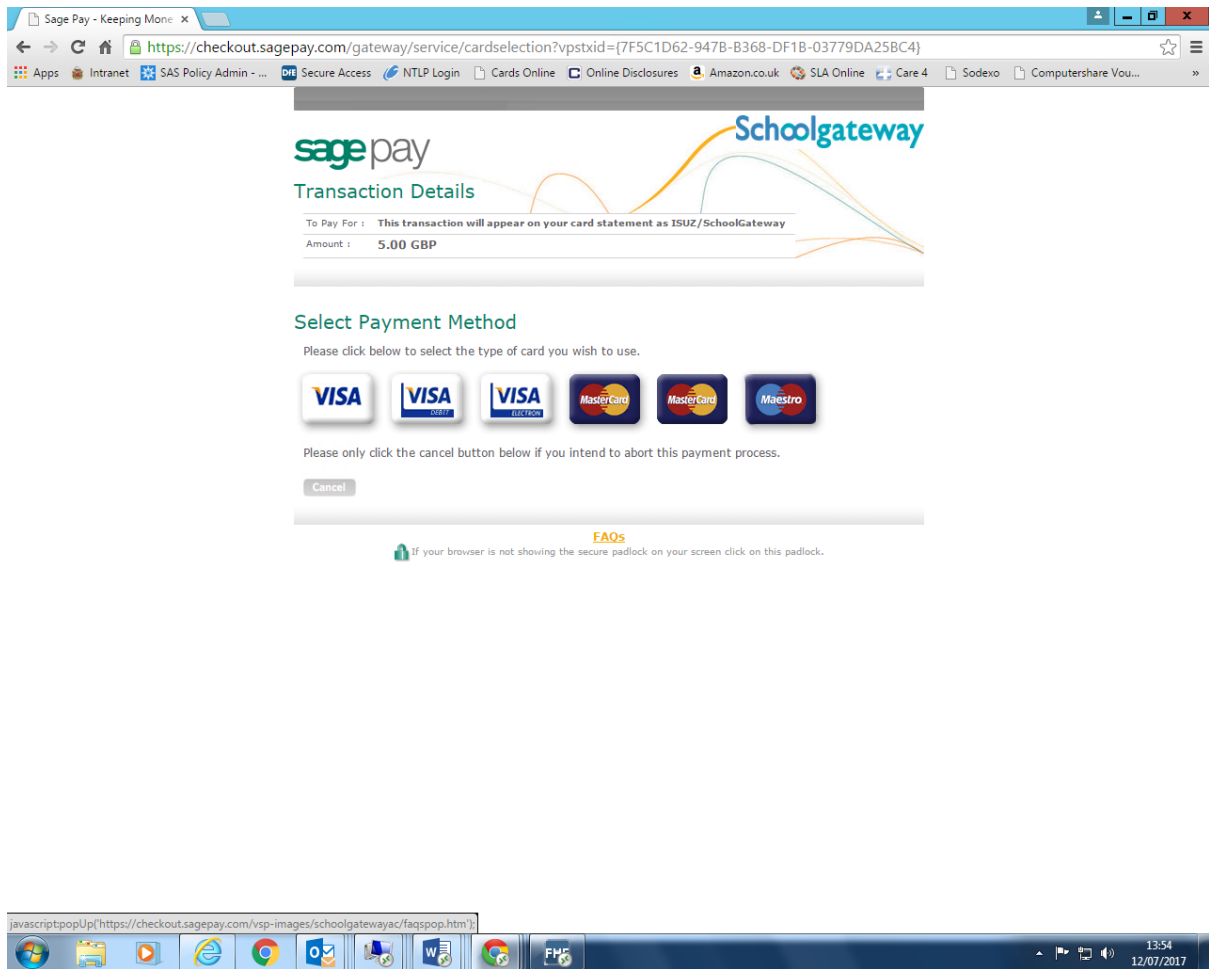 Sage Pay - Keeping Mone
https://checkout.sagepay.com/gateway/service/cardselection?vpstxid={7F5C1D62-947B-B368-DF1B-03779DA25BC4}
Apps Intranet SAS Policy Admin - ... DfE Secure Access NTLP Login Cards Online Online Disclosures Amazon.co.uk SLA Online Care 4 Sodexo Computershare Vou... »
Schoolgateway
sage pay
Transaction Details
To Pay For : This transaction will appear on your card statement as ISUZ/SchoolGateway
Amount : 5.00 GBP
Select Payment Method
Please click below to select the type of card you wish to use.
VISA VISA DEBIT VISA ELECTRON MasterCard MasterCard Maestro
Please only click the cancel button below if you intend to abort this payment process.
Cancel
FAQs
If your browser is not showing the secure padlock on your screen click on this padlock.
javascript:popUp('https://checkout.sagepay.com/vsp-images/schoolgatewayac/faqspop.htm');
13:54
12/07/2017